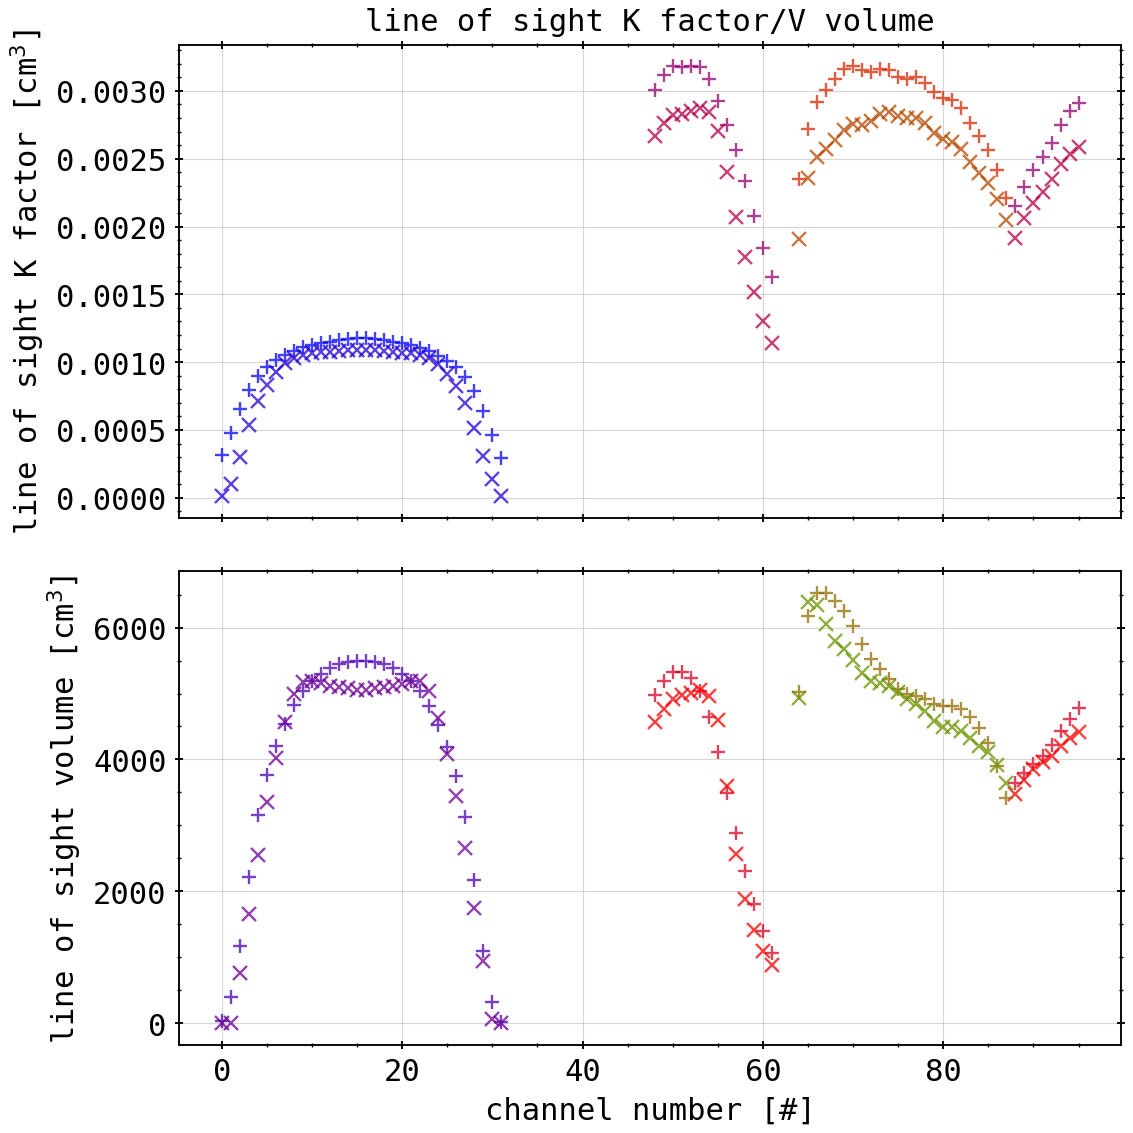 line of sight K factor/V volume
line of sight K factor [cm³]
0.0030
0.0025
0.0020
0.0015
0.0010
0.0005
0.0000
line of sight volume [cm³]
6000
4000
2000
0
0 20 40 60 80
channel number [#]